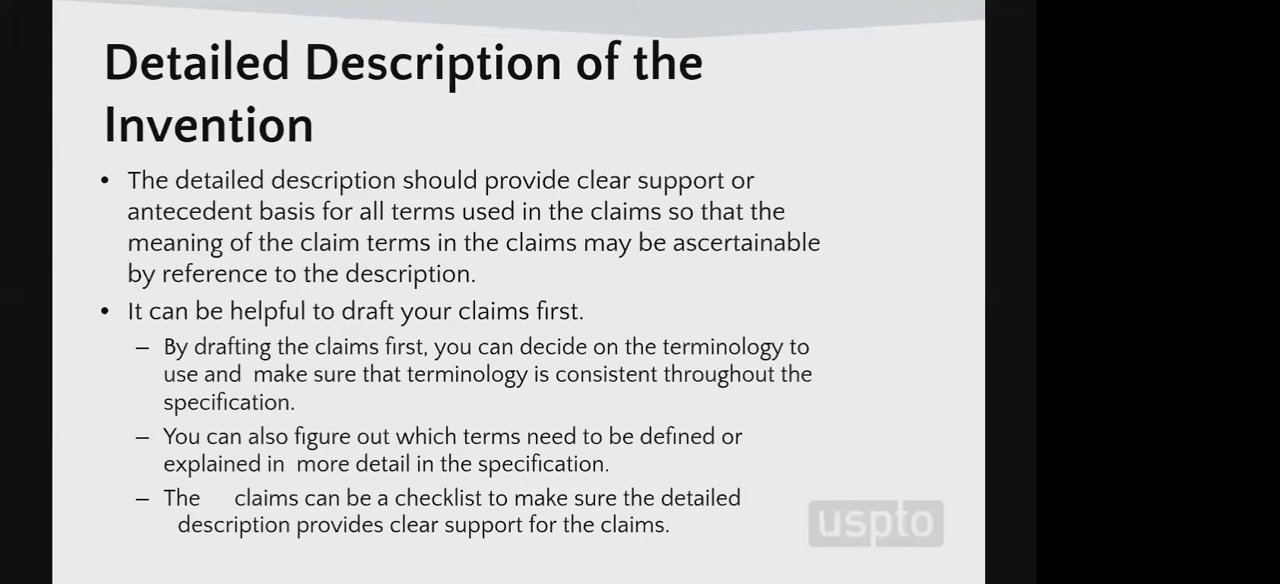 Detailed Description of the
Invention
• The detailed description should provide clear support or
antecedent basis for all terms used in the claims so that the
meaning of the claim terms in the claims may be ascertainable
by reference to the description.
• It can be helpful to draft your claims first.
– By drafting the claims first, you can decide on the terminology to
use and make sure that terminology is consistent throughout the
specification.
– You can also figure out which terms need to be defined or
explained in more detail in the specification.
– The claims can be a checklist to make sure the detailed
description provides clear support for the claims.
uspto